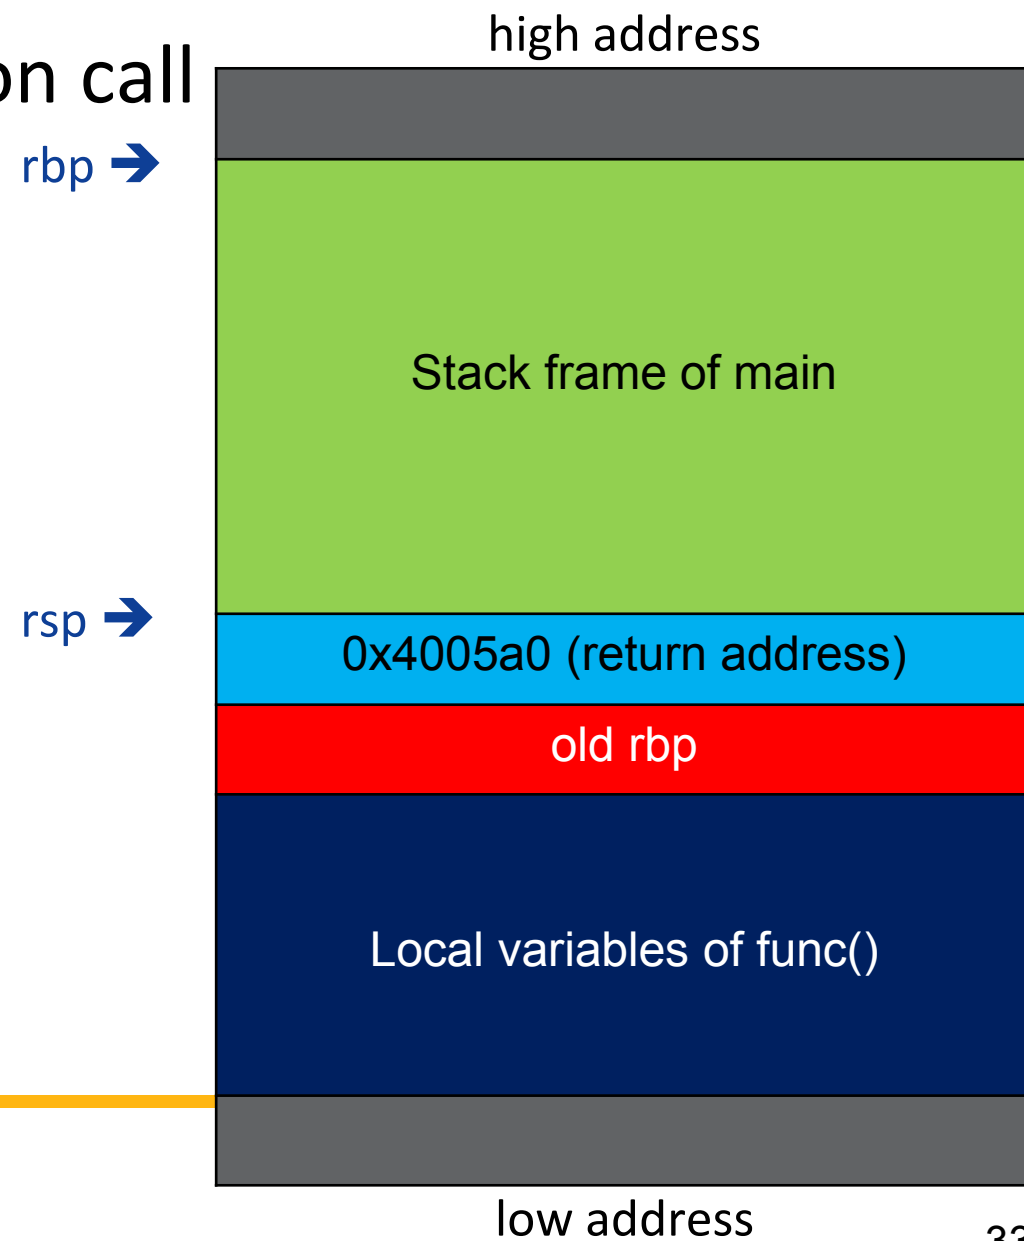 high address
on call
rbp ➔
Stack frame of main
rsp ➔
0x4005a0 (return address)
old rbp
Local variables of func()
low address
33